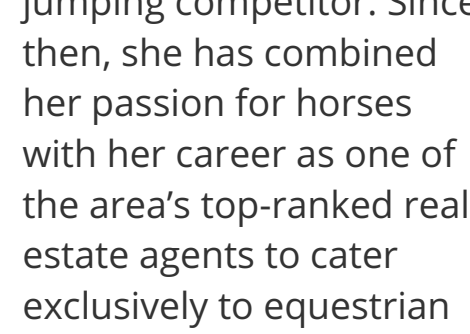 jumping competitor. Since
then, she has combined
her passion for horses
with her career as one of
the area’s top-ranked real
estate agents to cater
exclusively to equestrian